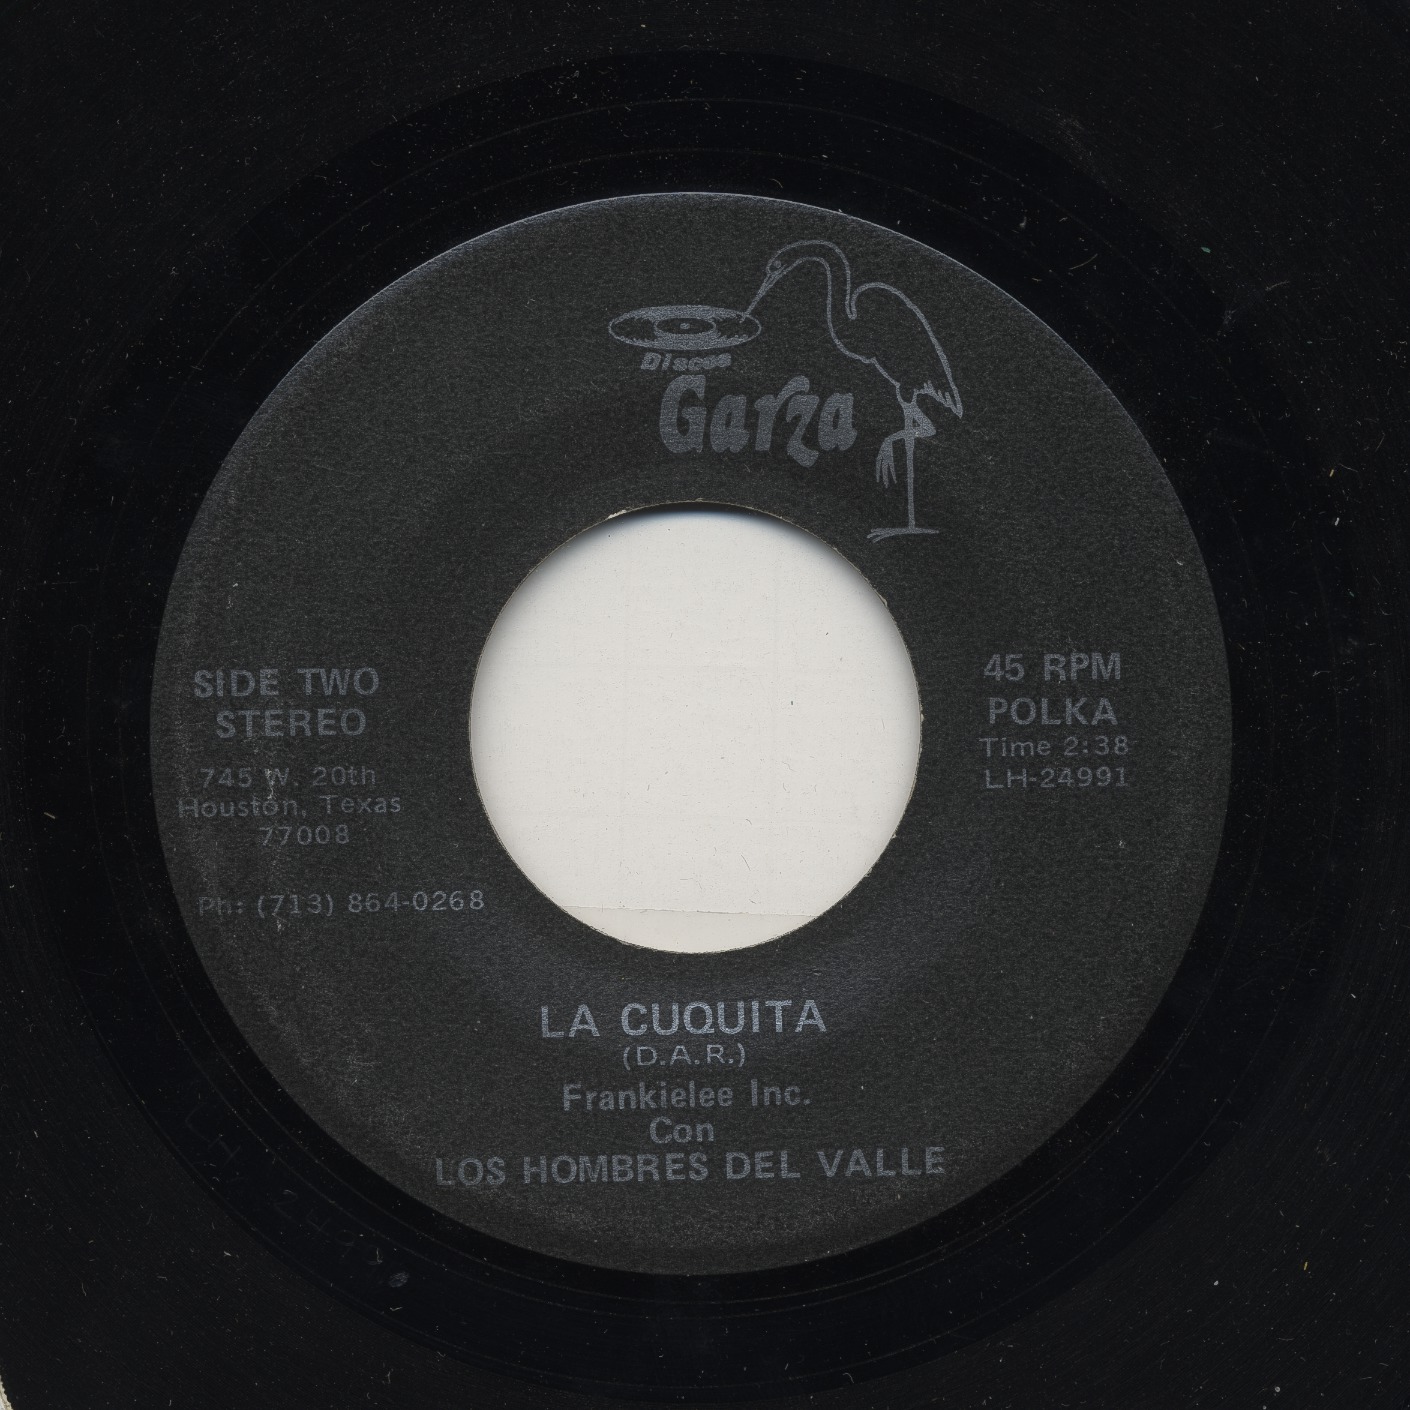 Discos
Garza
SIDE TWO
STEREO
745 W. 20th
Houston, Texas
77008
Ph: (713) 864-0268
45 RPM
POLKA
Time 2:38
LH-24991
LA CUQUITA
(D.A.R.)
Frankielee Inc.
Con
LOS HOMBRES DEL VALLE